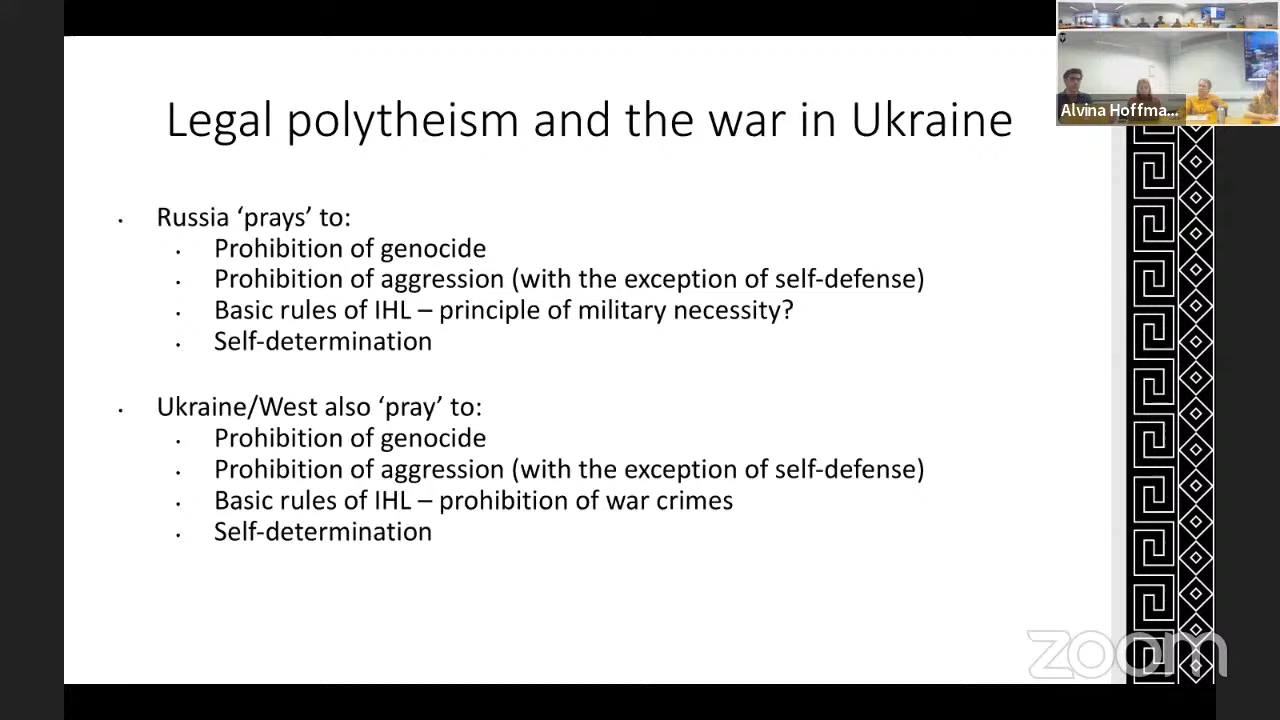 Legal polytheism and the war in Ukraine
Alvina Hoffma...
• Russia ‘prays’ to:
• Prohibition of genocide
• Prohibition of aggression (with the exception of self-defense)
• Basic rules of IHL – principle of military necessity?
• Self-determination
• Ukraine/West also ‘pray’ to:
• Prohibition of genocide
• Prohibition of aggression (with the exception of self-defense)
• Basic rules of IHL – prohibition of war crimes
• Self-determination
zoom